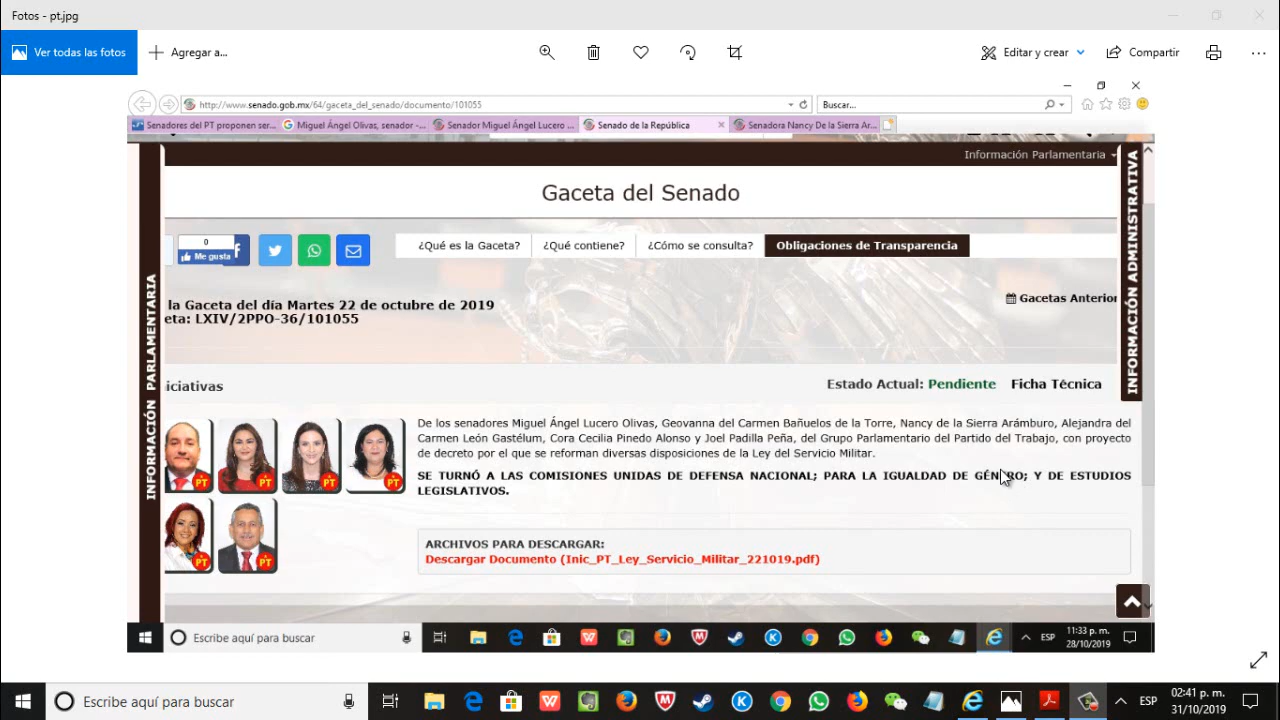 Fotos - pt.jpg
Ver todas las fotos
Agregar a...
Editar y crear
Compartir
http://www.senado.gob.mx/64/gaceta_del_senado/documento/101055
Buscar...
Senadores del PT proponen ser...
Miguel Ángel Olivas, senador -...
Senador Miguel Ángel Lucero ...
Senado de la República
Senadora Nancy De la Sierra Ar...
Información Parlamentaria
Gaceta del Senado
0
Me gusta
¿Qué es la Gaceta?
¿Qué contiene?
¿Cómo se consulta?
Obligaciones de Transparencia
INFORMACIÓN PARLAMENTARIA
INFORMACIÓN ADMINISTRATIVA
la Gaceta del día Martes 22 de octubre de 2019
eta: LXIV/2PPO-36/101055
Gacetas Anterior
iciativas
Estado Actual: Pendiente Ficha Técnica
PT PT PT PT
PT PT
De los senadores Miguel Ángel Lucero Olivas, Geovanna del Carmen Bañuelos de la Torre, Nancy de la Sierra Arámburo, Alejandra del
Carmen León Gastélum, Cora Cecilia Pinedo Alonso y Joel Padilla Peña, del Grupo Parlamentario del Partido del Trabajo, con proyecto
de decreto por el que se reforman diversas disposiciones de la Ley del Servicio Militar.
SE TURNÓ A LAS COMISIONES UNIDAS DE DEFENSA NACIONAL; PARA LA IGUALDAD DE GÉNERO; Y DE ESTUDIOS
LEGISLATIVOS.
ARCHIVOS PARA DESCARGAR:
Descargar Documento (Inic_PT_Ley_Servicio_Militar_221019.pdf)
Escribe aquí para buscar
ESP
11:33 p. m.
28/10/2019
Escribe aquí para buscar
ESP
02:41 p. m.
31/10/2019